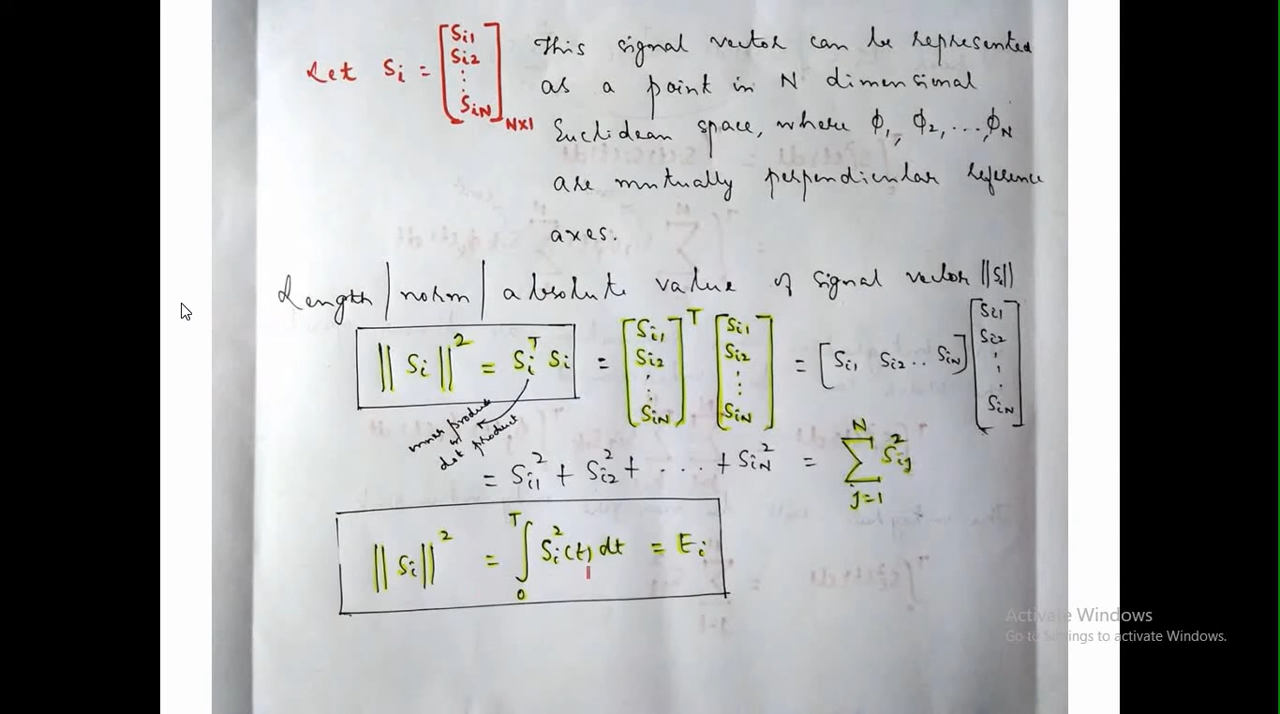 Let Si = [Si1 Si2 ⋮ SiN]N×1 This signal vector can be represented
as a point in N dimensional
Euclidean space, where ϕ1, ϕ2, ..., ϕN
are mutually perpendicular reference
axes.
Length | norm | absolute value of signal vector ||Si||
||Si||² = Siᵀ Si = [Si1 Si2 ⋮ SiN]ᵀ [Si1 Si2 ⋮ SiN] = [Si1 Si2 .. SiN] [Si1 Si2 ⋮ SiN]
inner product
or
dot product
= Si1² + Si2² + ... + SiN² = ∑_{j=1}^{N} Sij²
||Si||² = ∫₀ᵀ Si²(t) dt = Ei
Activate Windows
Go to Settings to activate Windows.